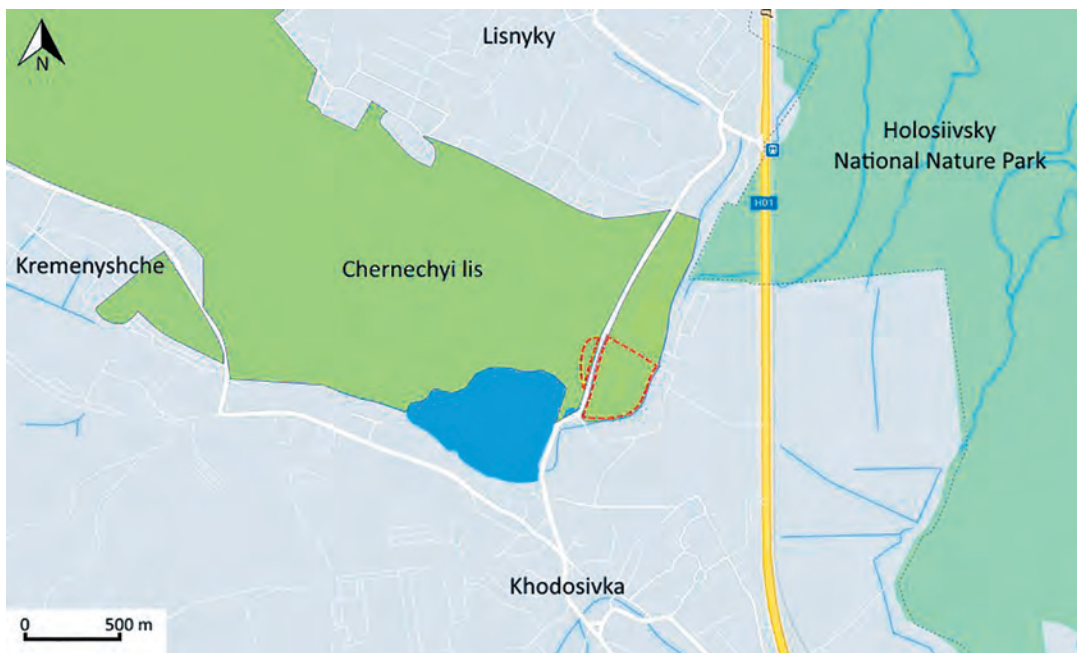 N
Lisnyky
Holosiivsky
National Nature Park
H01
Kremenyshche
Chernechyi lis
Khodosivka
0 500 m